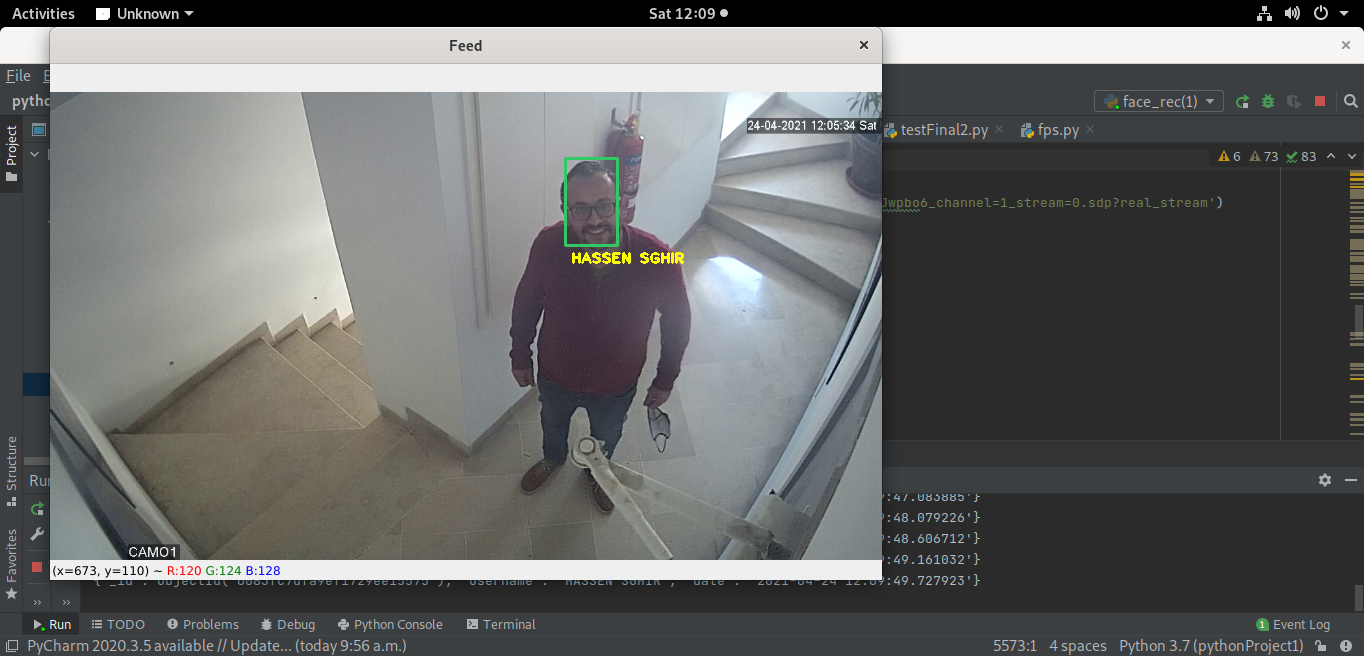 Activities Unknown Sat 12:09
Feed
File
face_rec(1)
Project
24-04-2021 12:05:34 Sat
testFinal2.py fps.py
6 73 83
_channel=1_stream=0.sdp?real_stream')
HASSEN SGHIR
Structure
Favorites
CAMO1
:47.083885'}
:48.079226'}
:48.606712'}
:49.161032'}
:49.727923'}
(x=673, y=110) ~ R:120 G:124 B:128
Run TODO Problems Debug Python Console Terminal 1 Event Log
PyCharm 2020.3.5 available // Update... (today 9:56 a.m.) 5573:1 4 spaces Python 3.7 (pythonProject1)